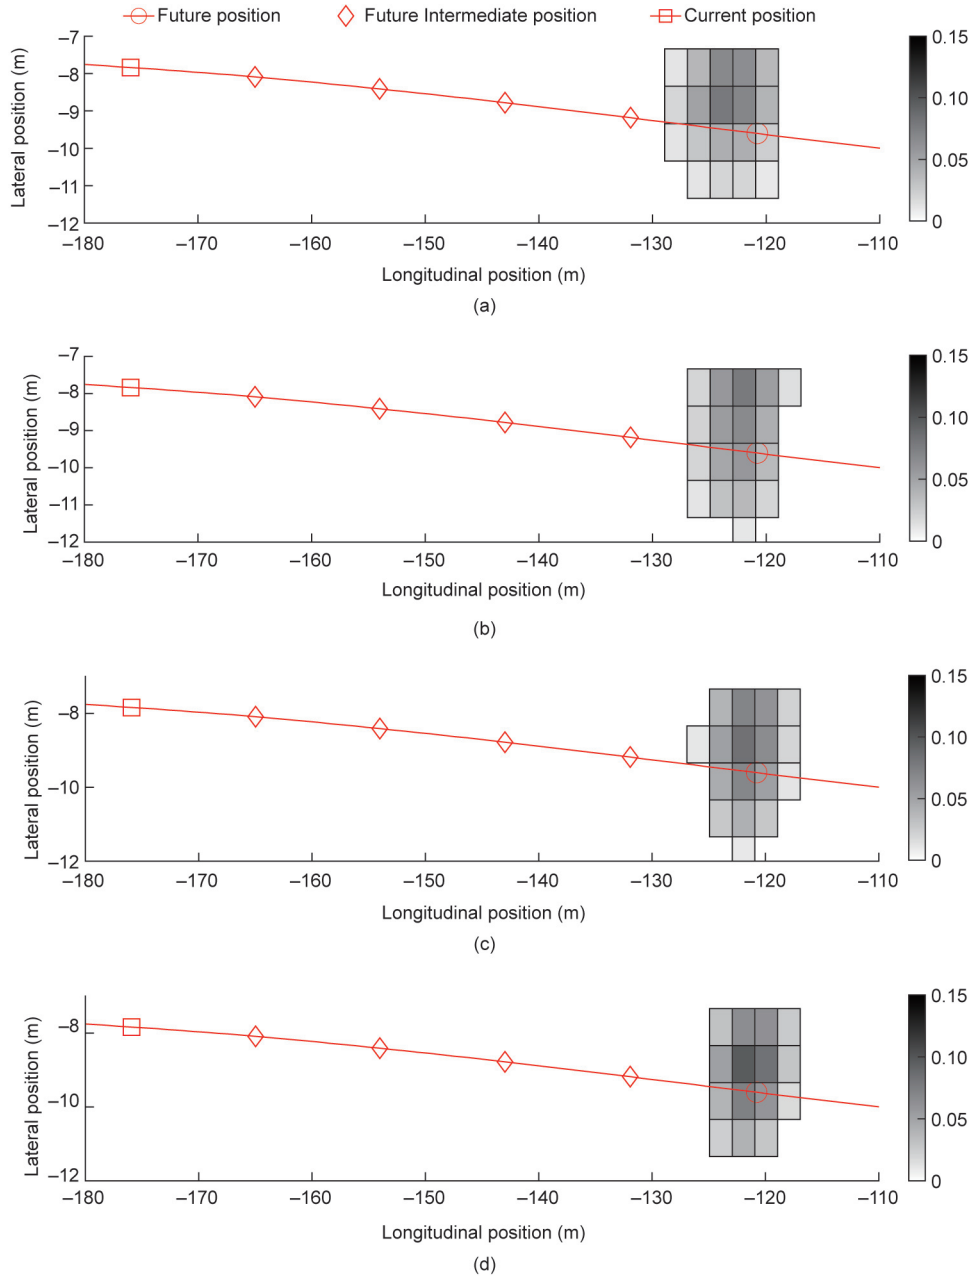 Future position Future Intermediate position Current position
Lateral position (m)
–7
–8
–9
–10
–11
–12
–180 –170 –160 –150 –140 –130 –120 –110
Longitudinal position (m)
0.15
0.10
0.05
0
(a)
Lateral position (m)
–7
–8
–9
–10
–11
–12
–180 –170 –160 –150 –140 –130 –120 –110
Longitudinal position (m)
0.15
0.10
0.05
0
(b)
Lateral position (m)
–8
–10
–12
–180 –170 –160 –150 –140 –130 –120 –110
Longitudinal position (m)
0.15
0.10
0.05
0
(c)
Lateral position (m)
–8
–10
–12
–180 –170 –160 –150 –140 –130 –120 –110
Longitudinal position (m)
0.15
0.10
0.05
0
(d)